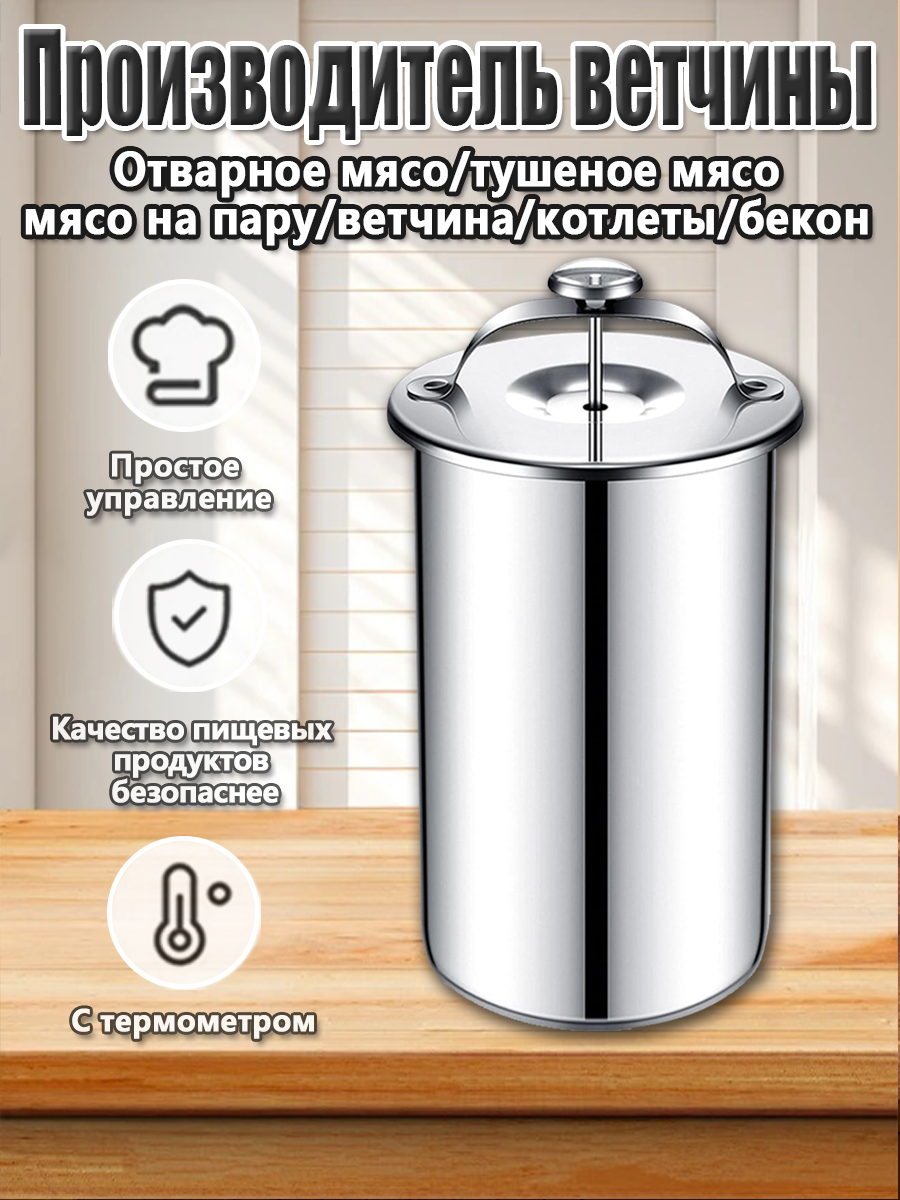 Производитель ветчины
Отварное мясо/тушеное мясо
мясо на пару/ветчина/котлеты/бекон
Простое
управление
Качество пищевых
продуктов
безопаснее
С термометром